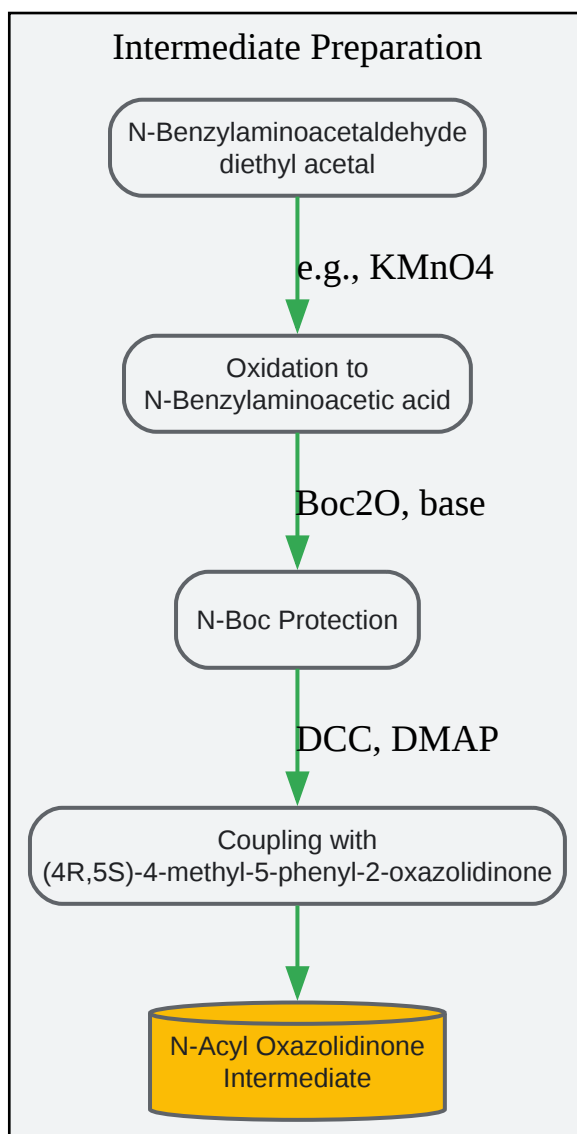 Intermediate Preparation
N-Benzylaminoacetaldehyde
diethyl acetal
e.g., KMnO4
Oxidation to
N-Benzylaminoacetic acid
Boc2O, base
N-Boc Protection
DCC, DMAP
Coupling with
(4R,5S)-4-methyl-5-phenyl-2-oxazolidinone
N-Acyl Oxazolidinone
Intermediate